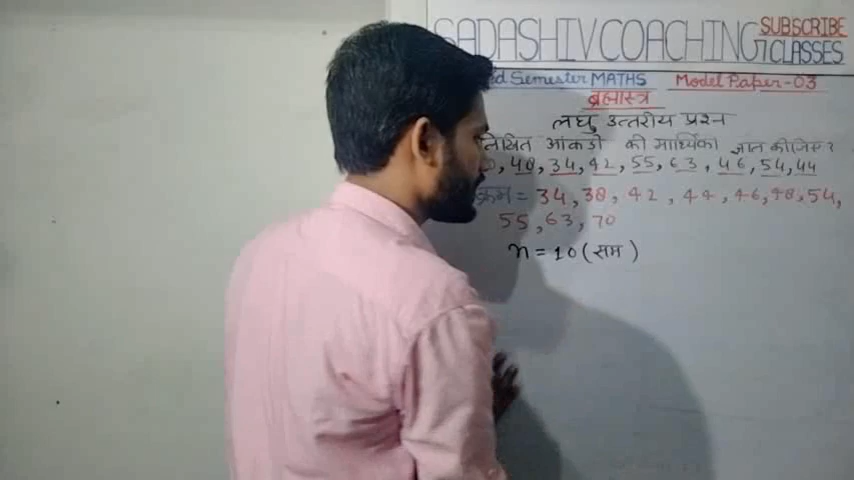 SADASHIV COACHING CLASSES
SUBSCRIBE
Semester MATHS Model Paper-03
ब्रह्मास्त्र
लघु उत्तरीय प्रश्न
आंकड़ो की माध्यिका ज्ञात कीजिए?
, 48, 34, 42, 55, 63, 46, 54, 44
क्रम = 34, 38, 42, 44, 46, 48, 54,
55, 63, 70
n = 10 (सम)